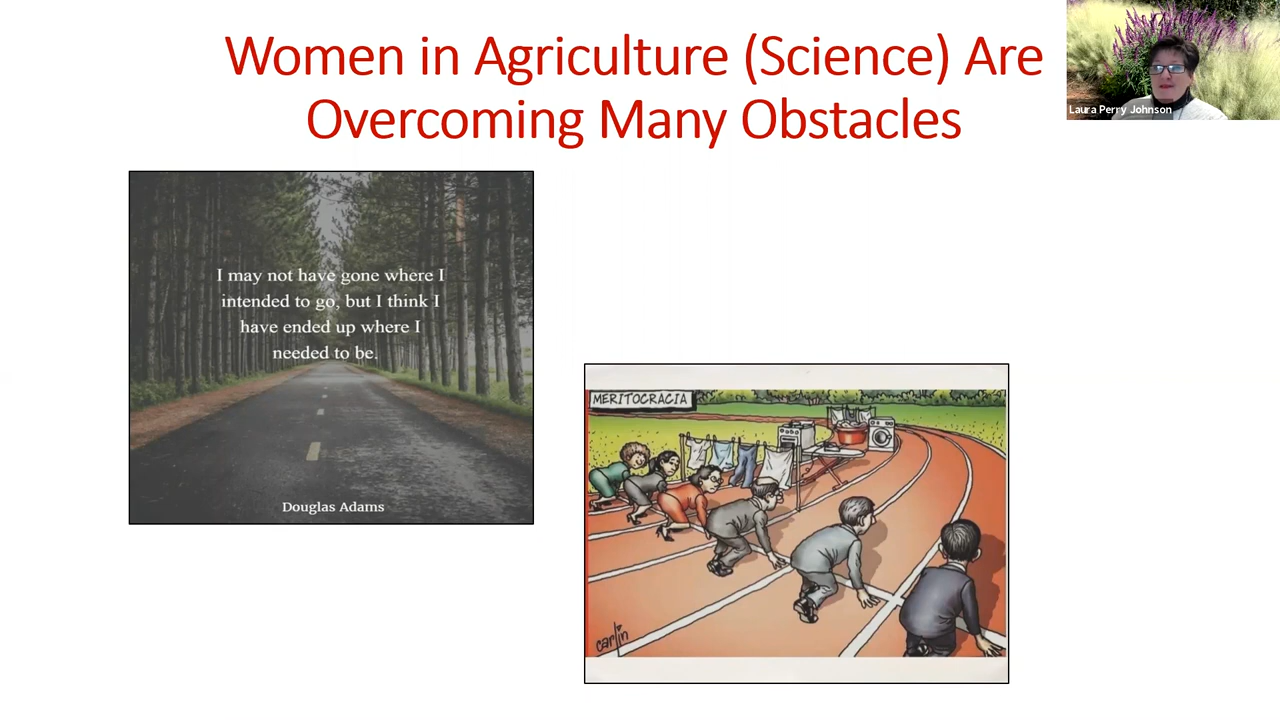 Women in Agriculture (Science) Are
Overcoming Many Obstacles
Laura Perry Johnson
I may not have gone where I
intended to go, but I think I
have ended up where I
needed to be.
Douglas Adams
MERITOCRACIA
carlin